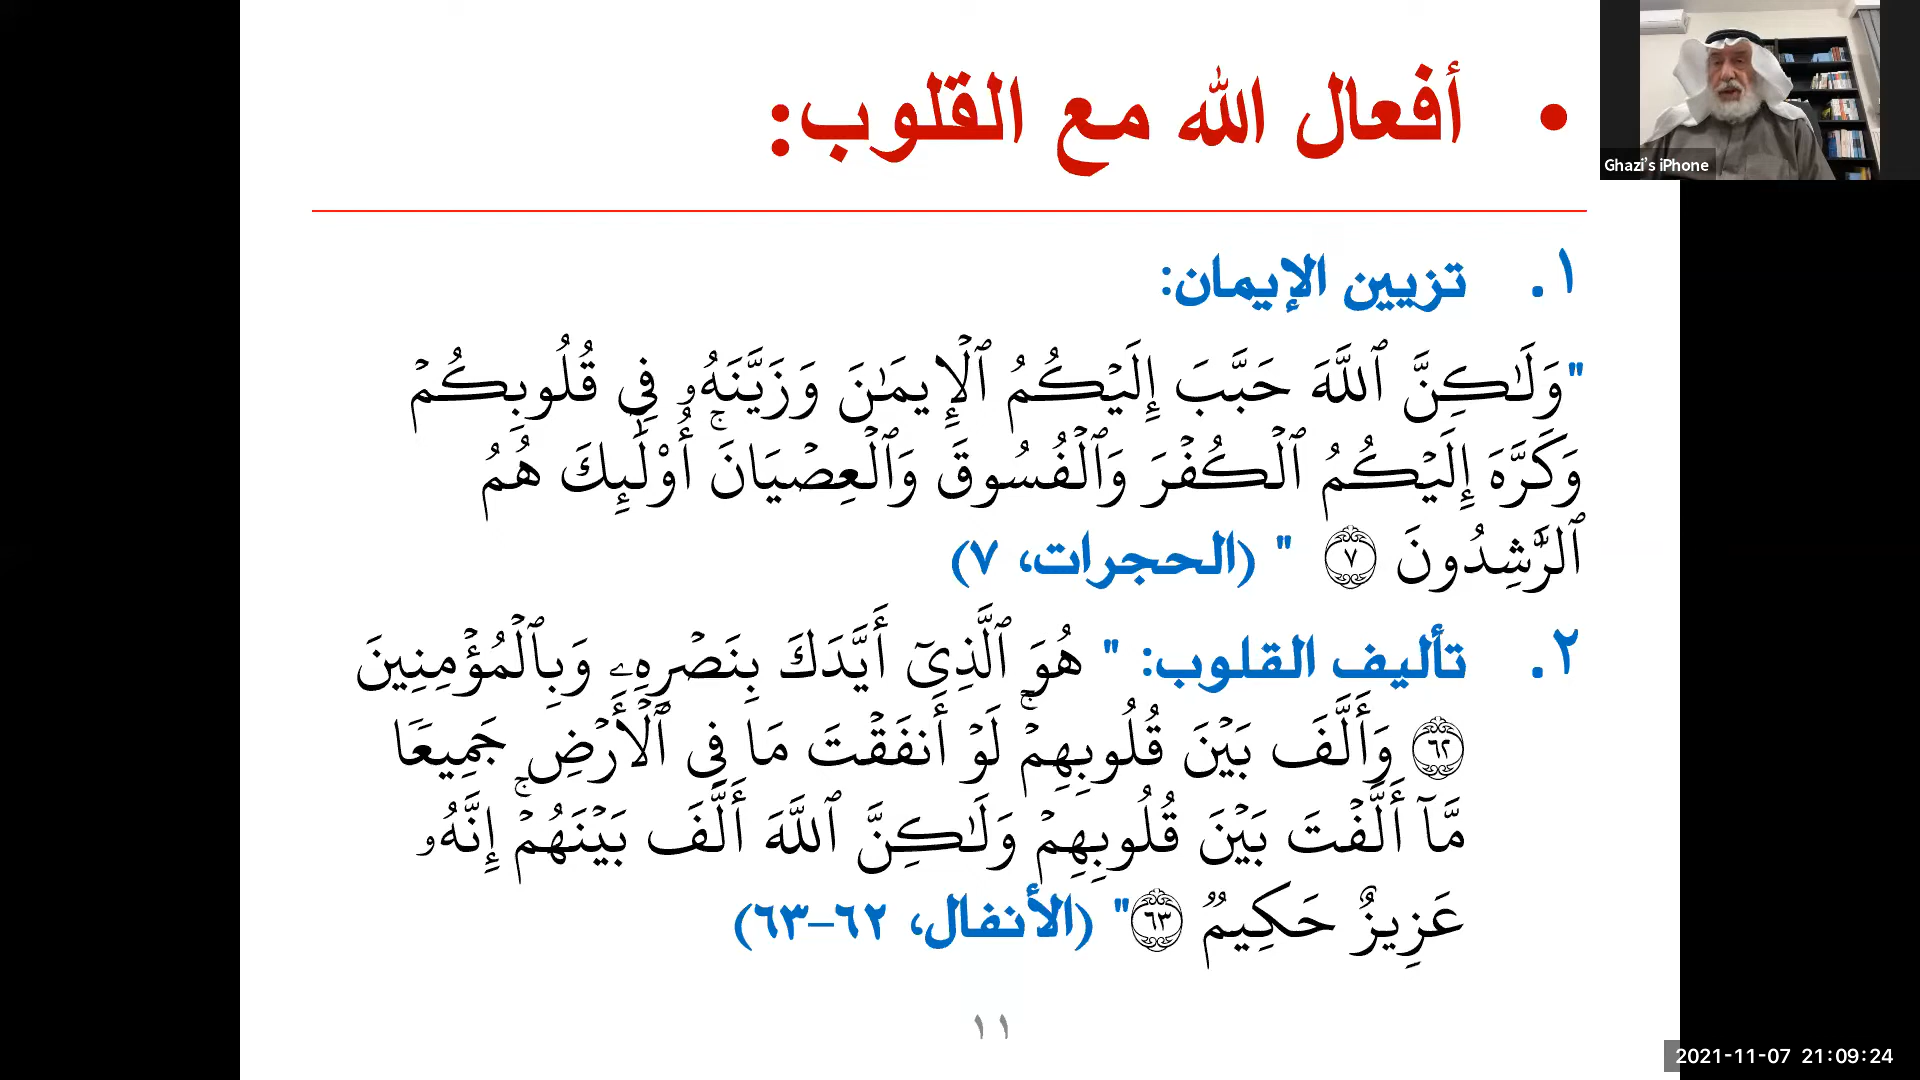 • أفعال الله مع القلوب:
١. تزيين الإيمان:
"وَلَٰكِنَّ ٱللَّهَ حَبَّبَ إِلَيۡكُمُ ٱلۡإِيمَٰنَ وَزَيَّنَهُۥ فِي قُلُوبِكُمۡ
وَكَرَّهَ إِلَيۡكُمُ ٱلۡكُفۡرَ وَٱلۡفُسُوقَ وَٱلۡعِصۡيَانَۚ أُوْلَٰٓئِكَ هُمُ
ٱلرَّٰشِدُونَ ٧ " (الحجرات، ٧)
٢. تأليف القلوب: " هُوَ ٱلَّذِيٓ أَيَّدَكَ بِنَصۡرِهِۦ وَبِٱلۡمُؤۡمِنِينَ
٦٢ وَأَلَّفَ بَيۡنَ قُلُوبِهِمۡۚ لَوۡ أَنفَقۡتَ مَا فِي ٱلۡأَرۡضِ جَمِيعٗا
مَّآ أَلَّفۡتَ بَيۡنَ قُلُوبِهِمۡ وَلَٰكِنَّ ٱللَّهَ أَلَّفَ بَيۡنَهُمۡۚ إِنَّهُۥ
عَزِيزٌ حَكِيمٞ ٦٣" (الأنفال، ٦٢–٦٣)
١١
Ghazi's iPhone
2021-11-07 21:09:24